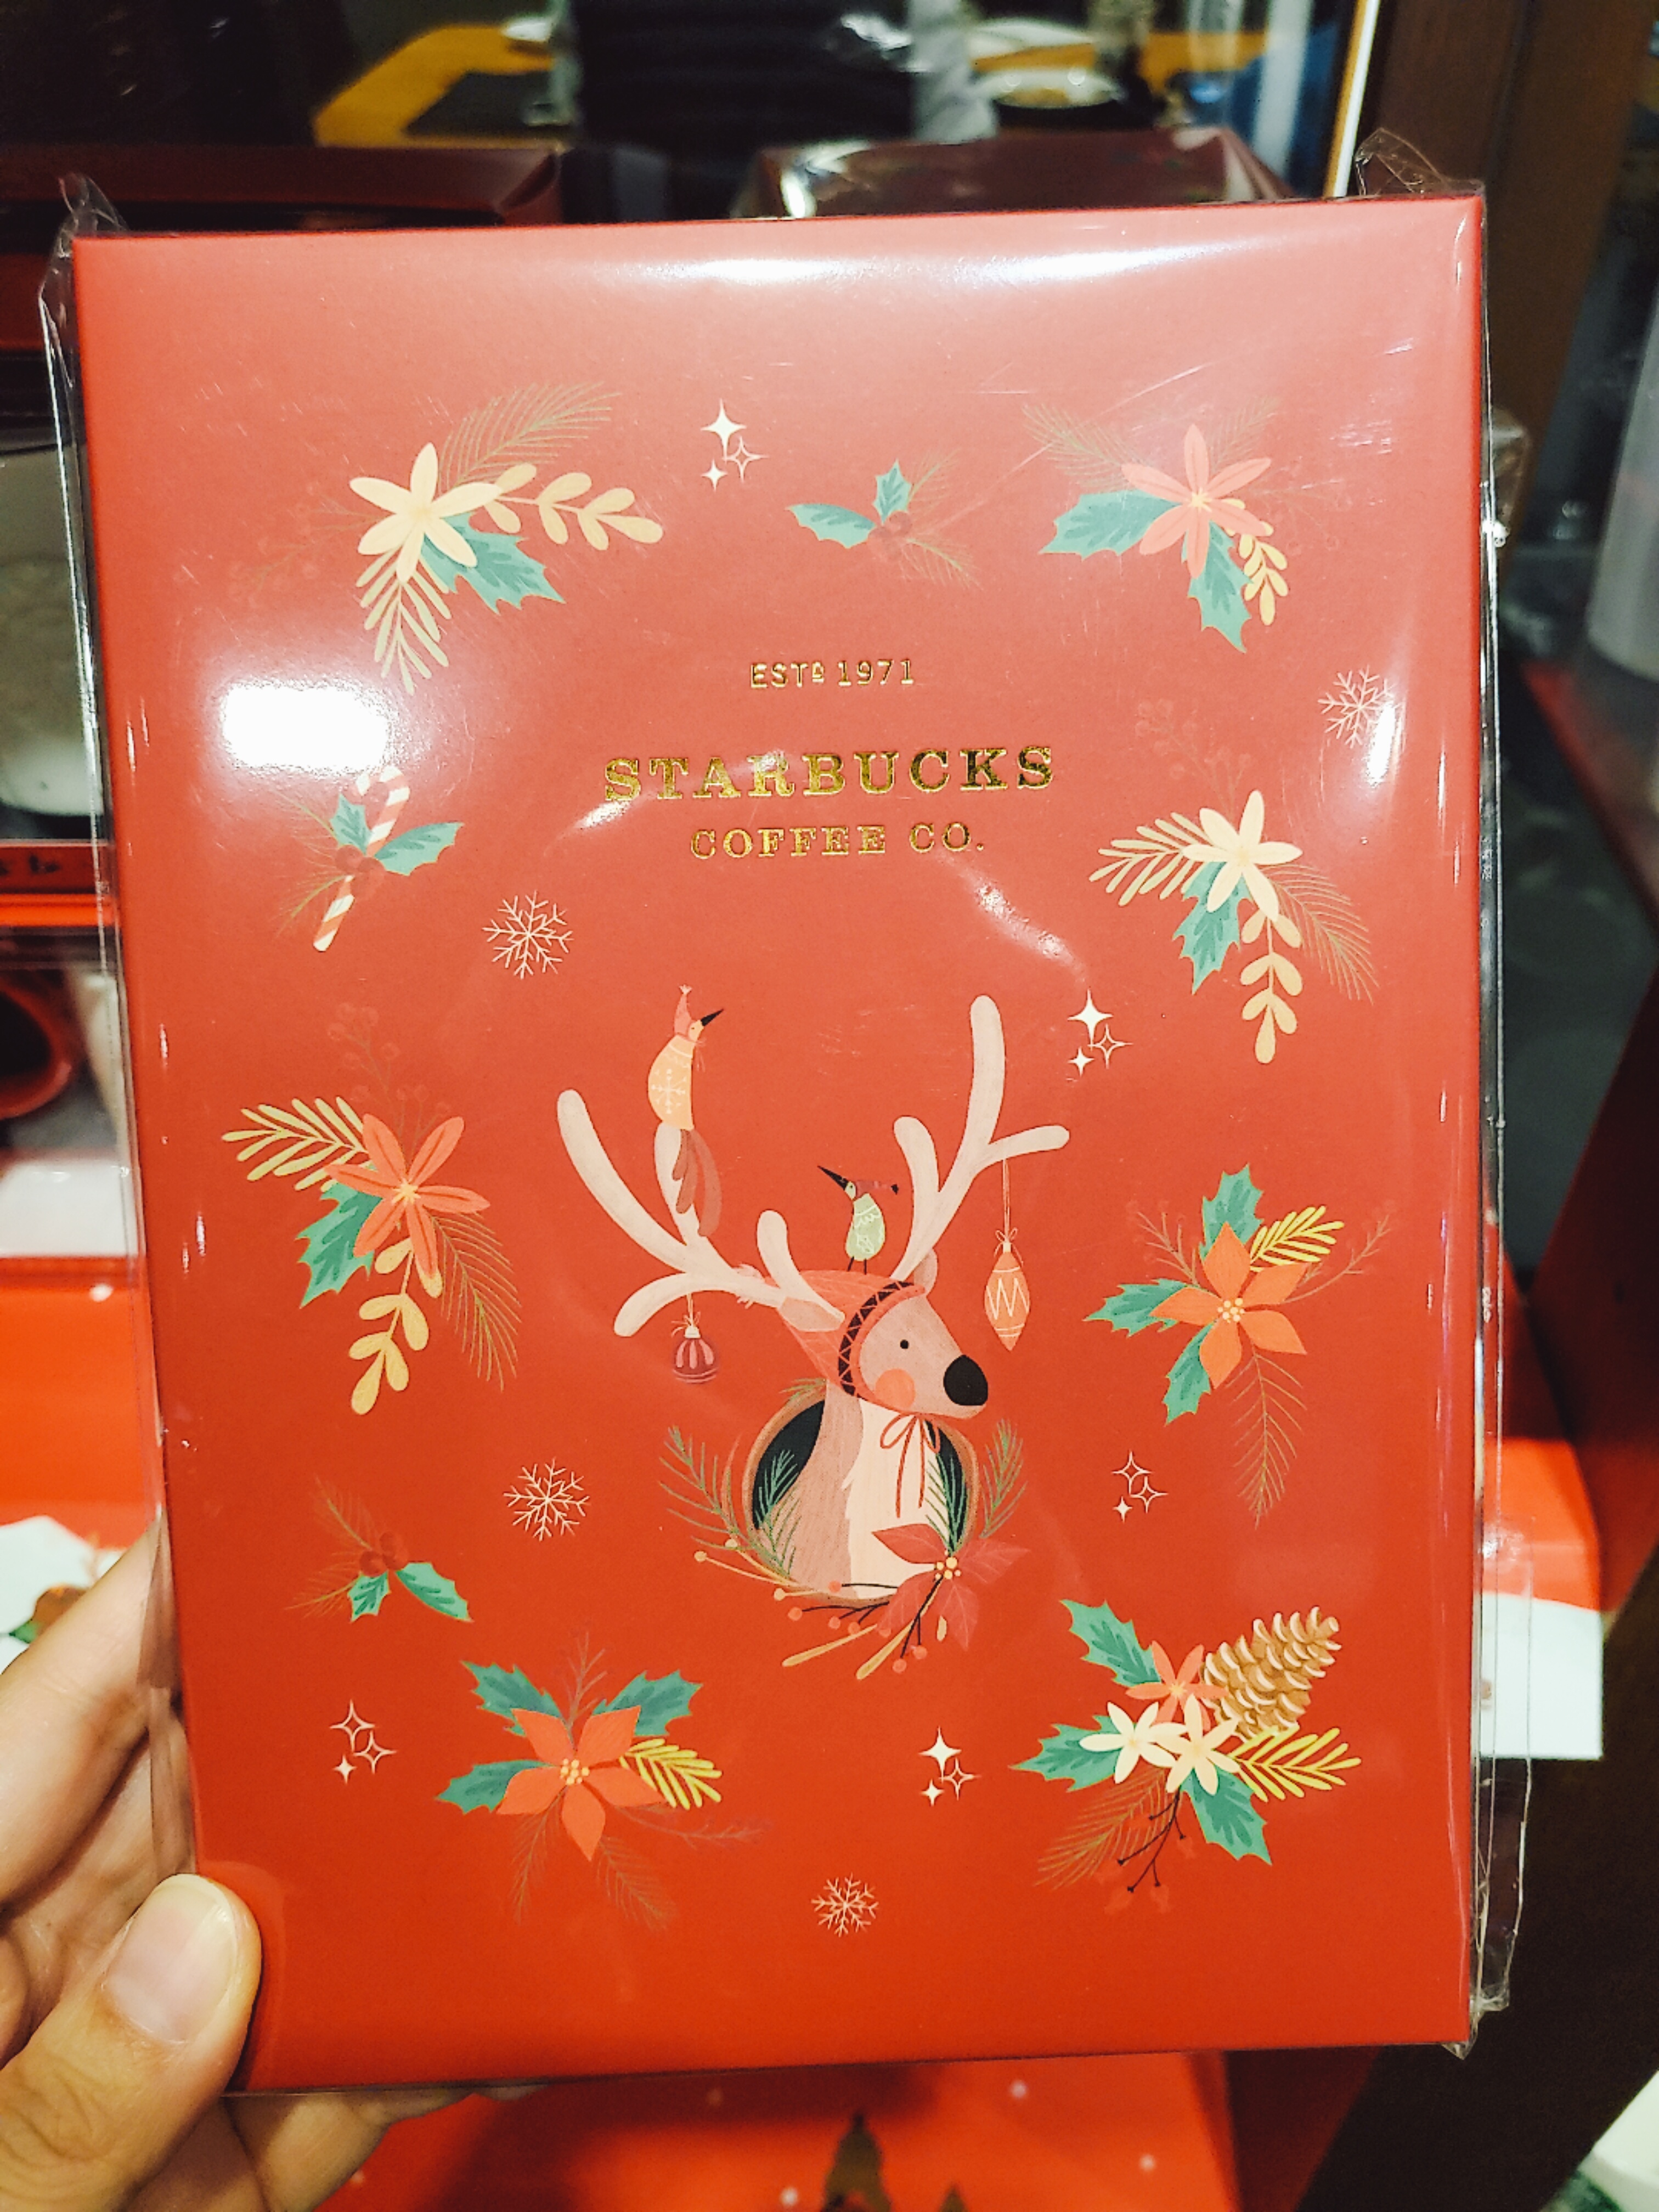 ESTD 1971
STARBUCKS
COFFEE CO.